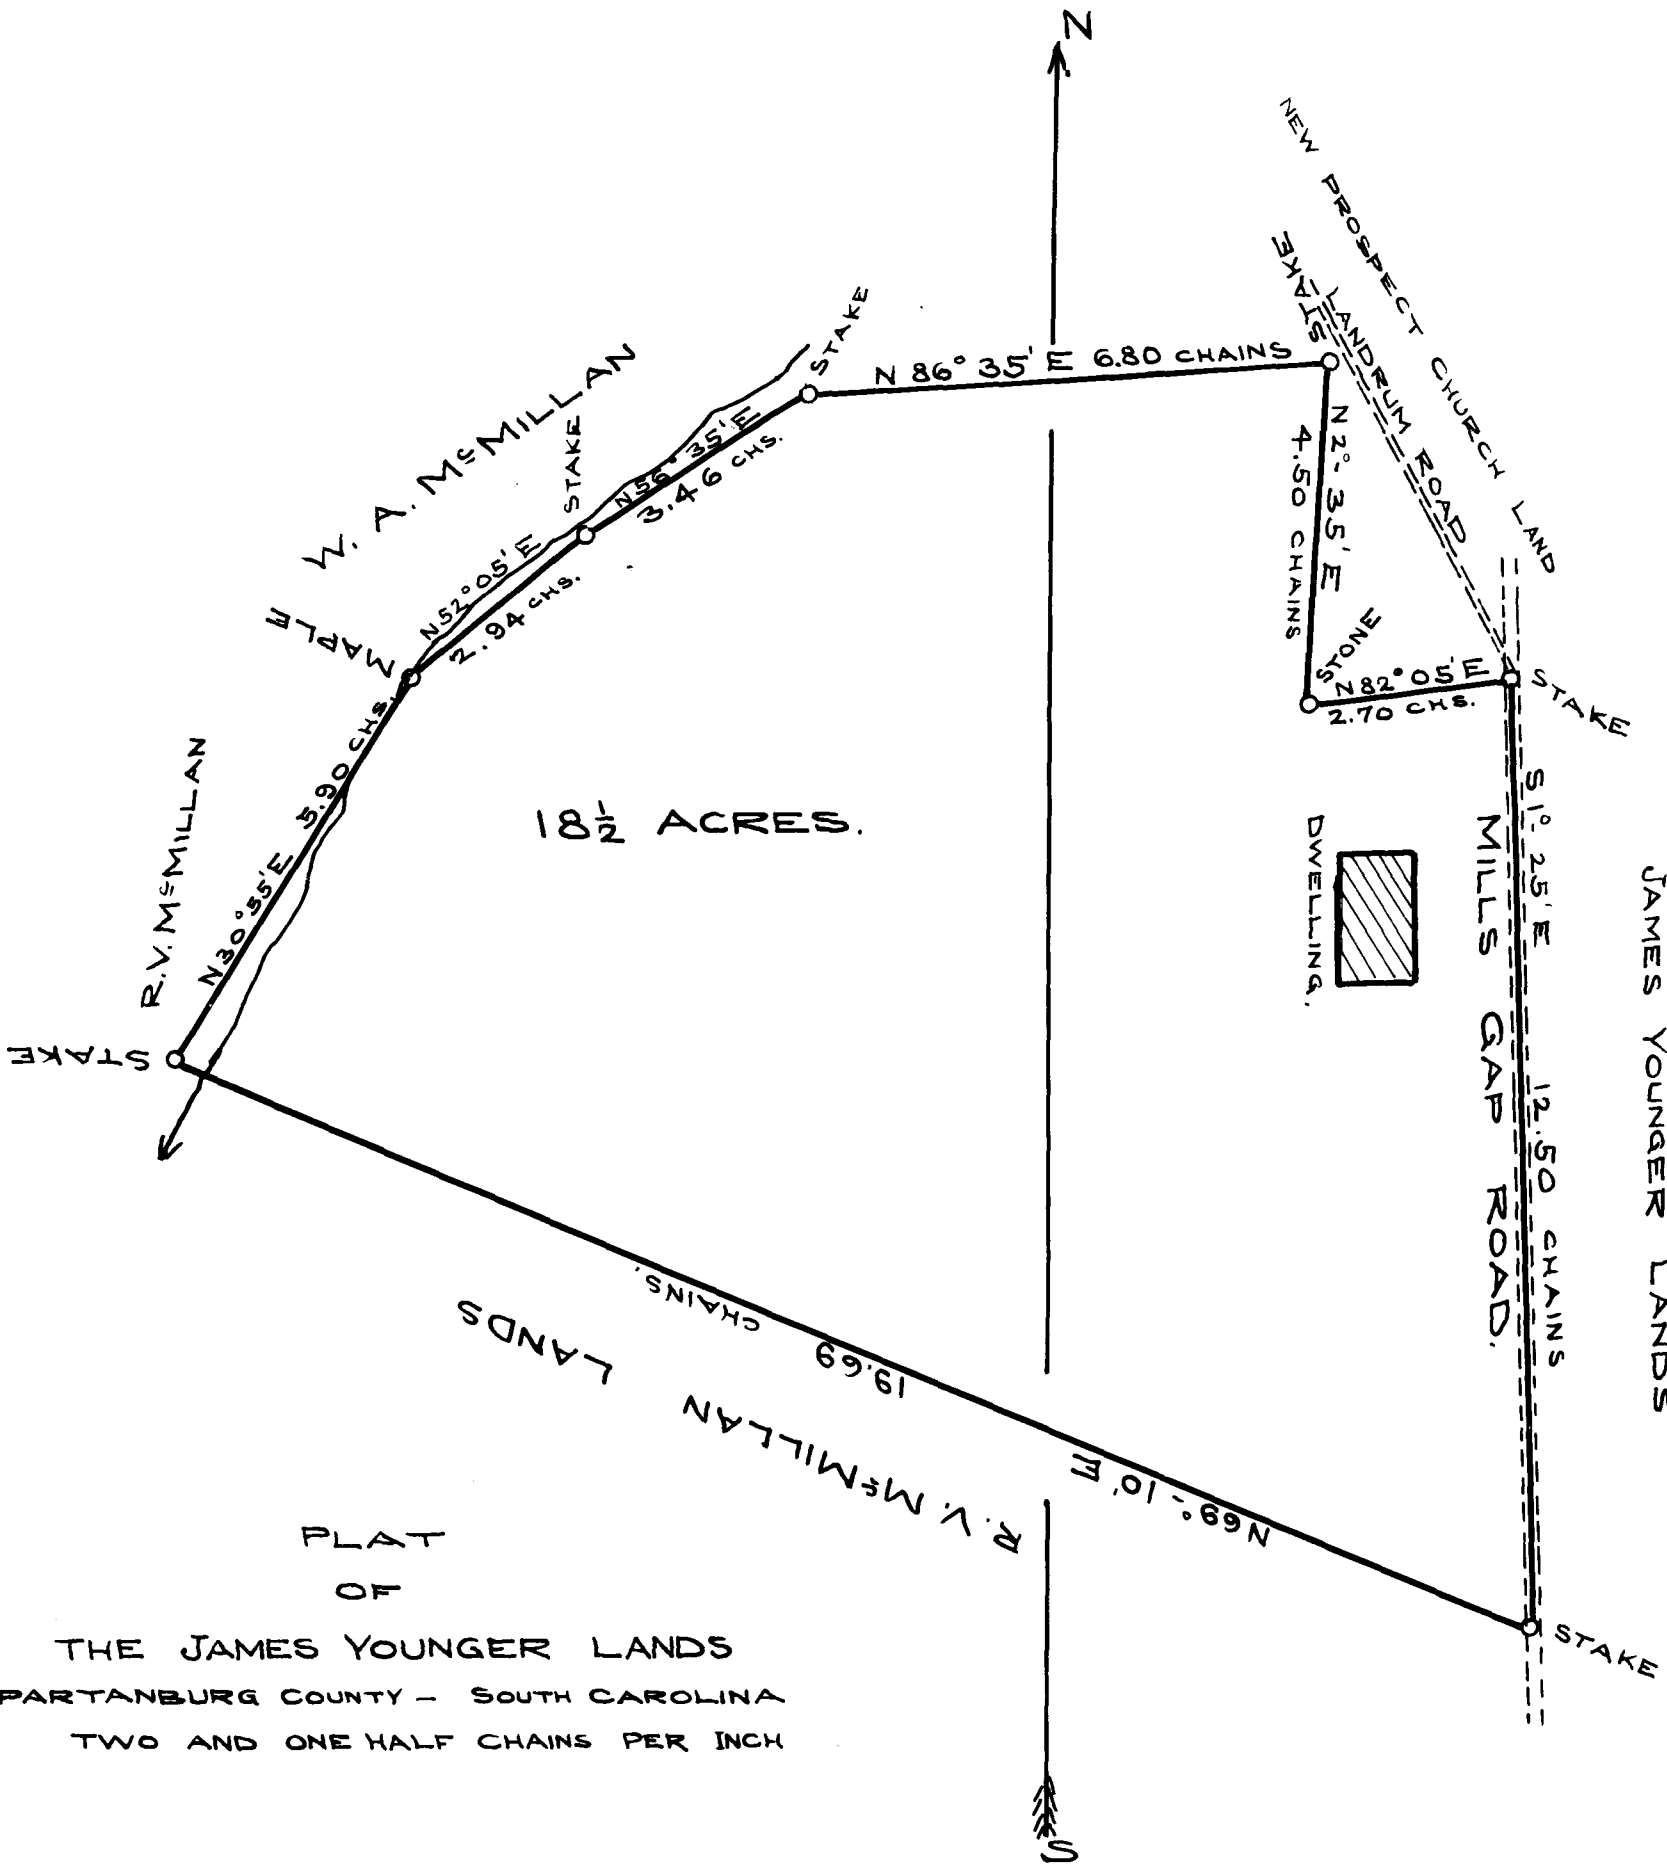 N
NEW PROSPECT CHURCH LAND
STAKE
LANDRUM ROAD
STAKE
N 86° 35' E 6.80 CHAINS
W. A. McMILLAN
STAKE
N56° 35' E
3.46 CHS.
N 2°- 35' E
4.50 CHAINS
N52° 05' E
2.94 CHS.
MAPLE
STONE
N82° 05' E
2.70 CHS.
STAKE
R.V. McMILLAN
N30° 55' E 5.90 CHS.
18½ ACRES.
DWELLING.
MILLS GAP ROAD.
S 1° 25' E 12.50 CHAINS
JAMES YOUNGER LANDS
STAKE
N69°- 10' E 19.69 CHAINS.
R.V. McMILLAN LANDS
STAKE
PLAT
OF
THE JAMES YOUNGER LANDS
PARTANBURG COUNTY - SOUTH CAROLINA
TWO AND ONE HALF CHAINS PER INCH
S